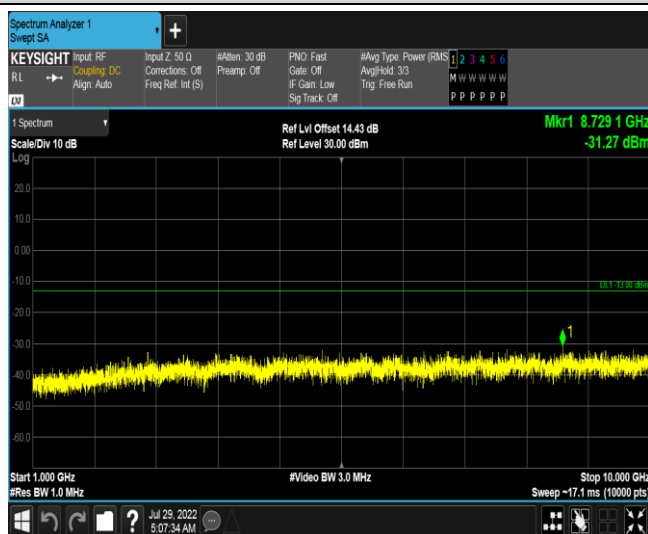 Spectrum Analyzer 1
Swept SA
KEYSIGHT
RL
LXI
Input: RF
Coupling: DC
Align: Auto
Input Z: 50 Ω
Corrections: Off
Freq Ref: Int (S)
#Atten: 30 dB
Preamp: Off
PNO: Fast
Gate: Off
IF Gain: Low
Sig Track: Off
#Avg Type: Power (RMS
Avg|Hold: 3/3
Trig: Free Run
1 2 3 4 5 6
M W W W W W
P P P P P P
1 Spectrum
Scale/Div 10 dB
Log
Ref Lvl Offset 14.43 dB
Ref Level 30.00 dBm
Mkr1 8.729 1 GHz
-31.27 dBm
20.0
10.0
0.00
-10.0
DL1 -13.00 dBm
-20.0
-30.0
1
-40.0
-50.0
-60.0
Start 1.000 GHz
#Video BW 3.0 MHz
Stop 10.000 GHz
#Res BW 1.0 MHz
Sweep ~17.1 ms (10000 pts)
?
Jul 29, 2022
5:07:34 AM